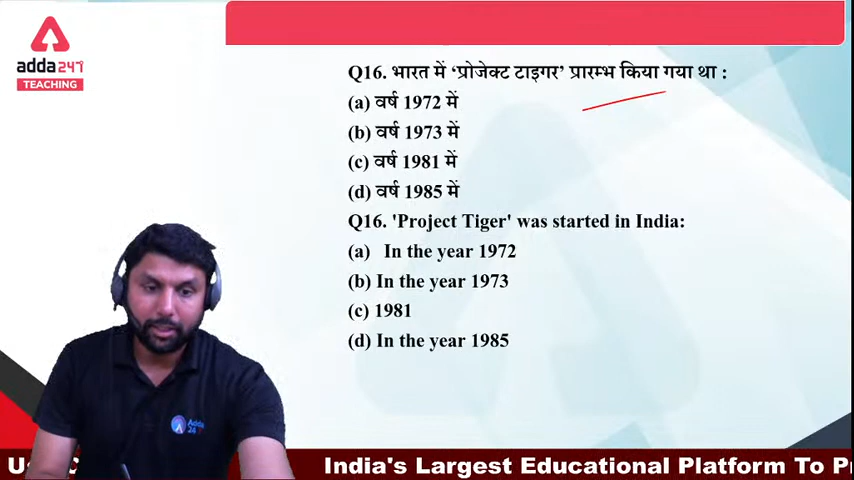 adda247
TEACHING
Q16. भारत में ‘प्रोजेक्ट टाइगर’ प्रारम्भ किया गया था :
(a) वर्ष 1972 में
(b) वर्ष 1973 में
(c) वर्ष 1981 में
(d) वर्ष 1985 में
Q16. 'Project Tiger' was started in India:
(a) In the year 1972
(b) In the year 1973
(c) 1981
(d) In the year 1985
Adda
247
India's Largest Educational Platform To